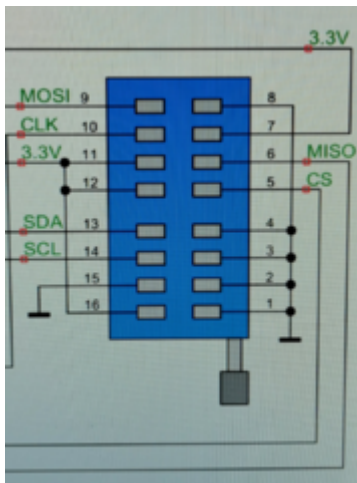 3.3V
MOSI 9 8
CLK 10 7
3.3V 11 6 MISO
12 5 CS
SDA 13 4
SCL 14 3
15 2
16 1